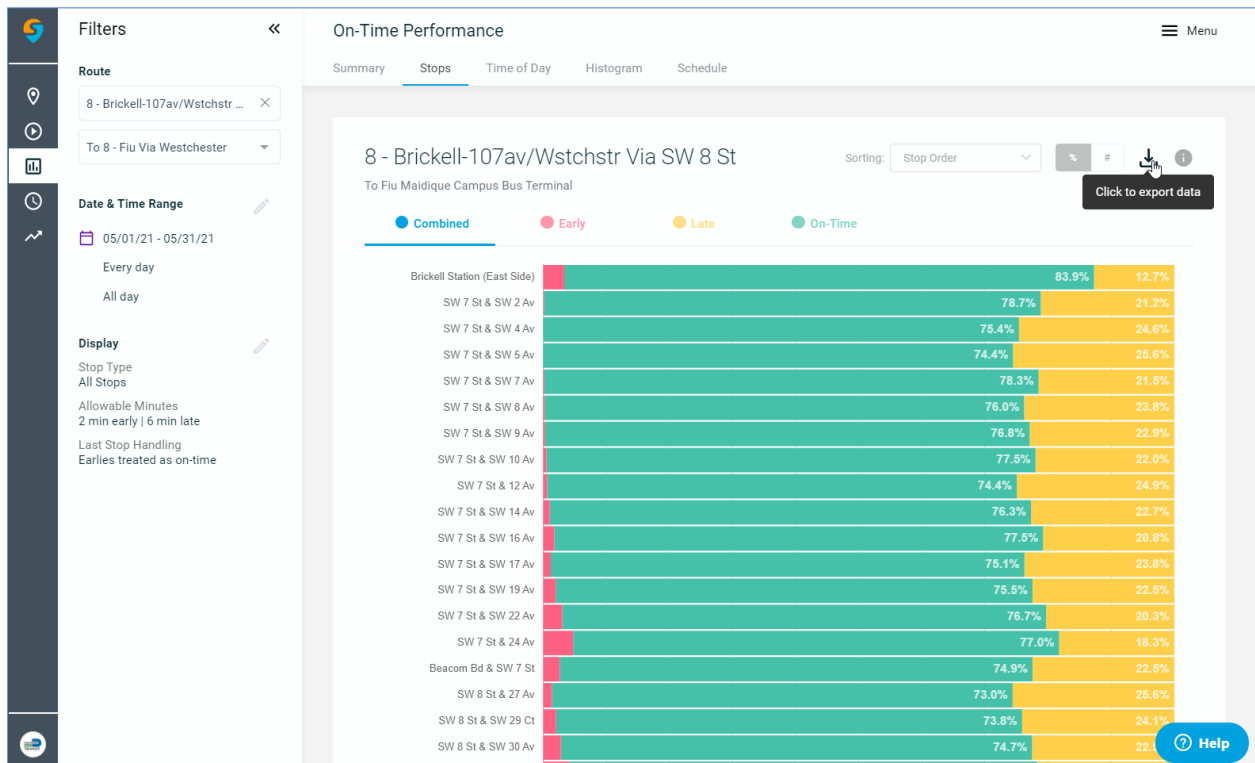 Filters
Route
8 - Brickell-107av/Wstchstr ...
To 8 - Fiu Via Westchester
Date & Time Range
05/01/21 - 05/31/21
Every day
All day
Display
Stop Type
All Stops
Allowable Minutes
2 min early | 6 min late
Last Stop Handling
Earlies treated as on-time
On-Time Performance
Menu
Summary Stops Time of Day Histogram Schedule
8 - Brickell-107av/Wstchstr Via SW 8 St
Sorting: Stop Order % #
To Fiu Maidique Campus Bus Terminal
Click to export data
Combined Early Late On-Time
Brickell Station (East Side) 83.9% 12.7%
SW 7 St & SW 2 Av 78.7% 21.2%
SW 7 St & SW 4 Av 75.4% 24.6%
SW 7 St & SW 5 Av 74.4% 25.6%
SW 7 St & SW 7 Av 78.3% 21.5%
SW 7 St & SW 8 Av 76.0% 23.8%
SW 7 St & SW 9 Av 76.8% 22.9%
SW 7 St & SW 10 Av 77.5% 22.0%
SW 7 St & 12 Av 74.4% 24.9%
SW 7 St & SW 14 Av 76.3% 22.7%
SW 7 St & SW 16 Av 77.5% 20.8%
SW 7 St & SW 17 Av 75.1% 23.8%
SW 7 St & SW 19 Av 75.5% 22.5%
SW 7 St & SW 22 Av 76.7% 20.3%
SW 7 St & 24 Av 77.0% 18.3%
Beacom Bd & SW 7 St 74.9% 22.5%
SW 8 St & 27 Av 73.0% 25.6%
SW 8 St & SW 29 Ct 73.8% 24.1%
SW 8 St & SW 30 Av 74.7%
Help